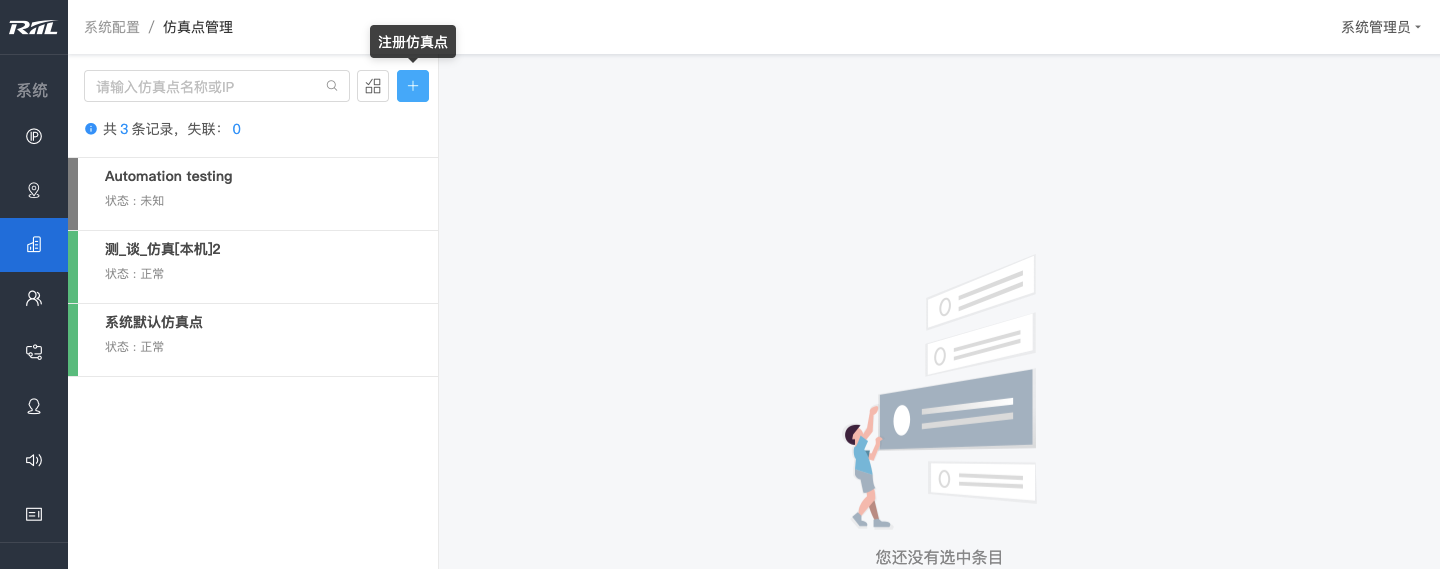 RIIL
系统配置 / 仿真点管理
系统管理员
注册仿真点
系统
请输入仿真点名称或IP
共 3 条记录，失联： 0
IP
Automation testing
状态 : 未知
测_谈_仿真[本机]2
状态 : 正常
系统默认仿真点
状态 : 正常
您还没有选中条目